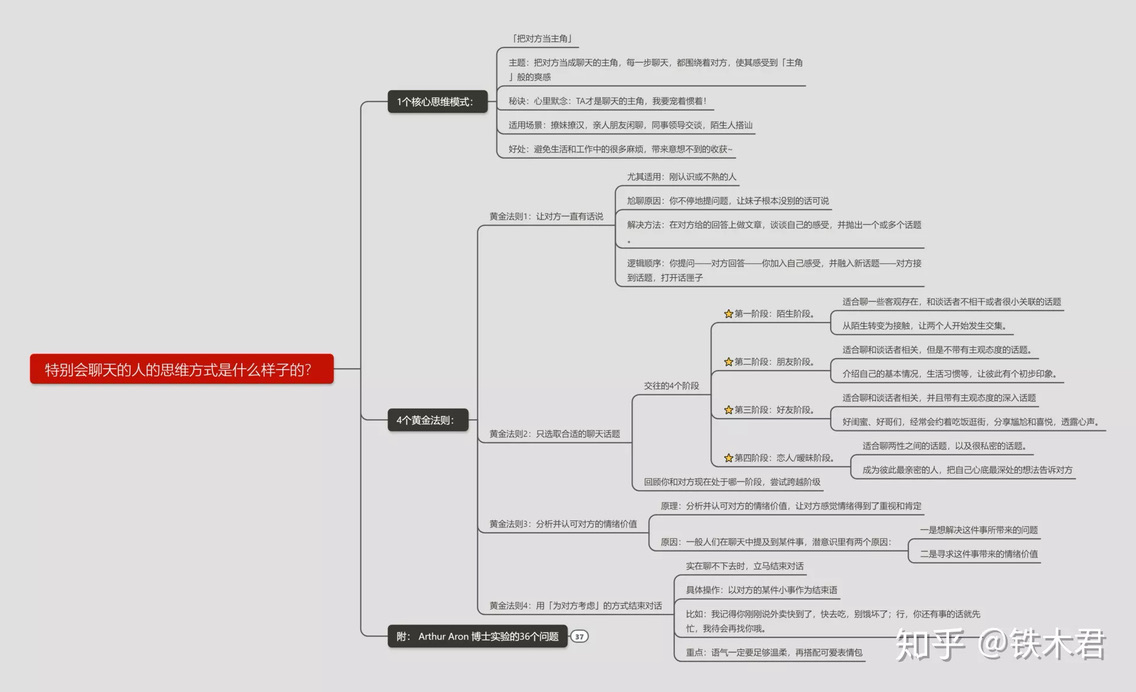 特别会聊天的人的思维方式是什么样子的?
1个核心思维模式:
「把对方当主角」
主题:把对方当成聊天的主角,每一步聊天,都围绕着对方,使其感受到「主角
」般的爽感
秘诀:心里默念:TA才是聊天的主角,我要宠着惯着!
适用场景:撩妹撩汉,亲人朋友闲聊,同事领导交谈,陌生人搭讪
好处:避免生活和工作中的很多麻烦,带来意想不到的收获~
4个黄金法则:
黄金法则1:让对方一直有话说
尤其适用:刚认识或不熟的人
尬聊原因:你不停地提问题,让妹子根本没别的话可说
解决方法:在对方给的回答上做文章,谈谈自己的感受,并抛出一个或多个话题
。
逻辑顺序:你提问——对方回答——你加入自己感受,并融入新话题——对方接
到话题,打开话匣子
黄金法则2:只选取合适的聊天话题
交往的4个阶段
第一阶段:陌生阶段。
适合聊一些客观存在,和谈话者不相干或者很小关联的话题
从陌生转变为接触,让两个人开始发生交集。
第二阶段:朋友阶段。
适合聊和谈话者相关,但是不带有主观态度的话题。
介绍自己的基本情况,生活习惯等,让彼此有个初步印象。
第三阶段:好友阶段。
适合聊和谈话者相关,并且带有主观态度的深入话题
好闺蜜、好哥们,经常会约着吃饭逛街,分享尴尬和喜悦,透露心声。
第四阶段:恋人/暧昧阶段。
适合聊两性之间的话题,以及很私密的话题。
成为彼此最亲密的人,把自己心底最深处的想法告诉对方
回顾你和对方现在处于哪一阶段,尝试跨越阶级
黄金法则3:分析并认可对方的情绪价值
原理:分析并认可对方的情绪价值,让对方感觉情绪得到了重视和肯定
原因:一般人们在聊天中提及到某件事,潜意识里有两个原因:
一是想解决这件事所带来的问题
二是寻求这件事带来的情绪价值
黄金法则4:用「为对方考虑」的方式结束对话
实在聊不下去时,立马结束对话
具体操作:以对方的某件小事作为结束语
比如:我记得你刚刚说外卖快到了,快去吃,别饿坏了;行,你还有事的话就先
忙,我待会再找你哦。
重点:语气一定要足够温柔,再搭配可爱表情包
附: Arthur Aron 博士实验的36个问题
37
知乎 @铁木君